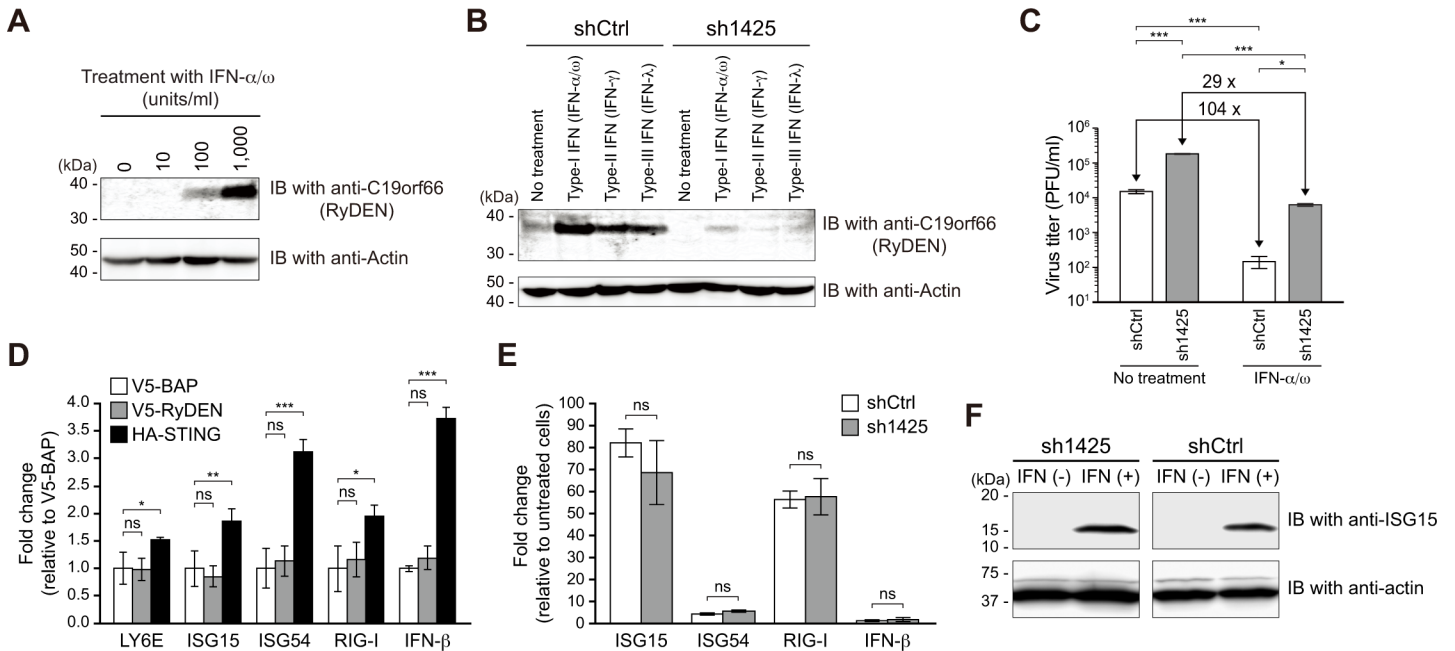 A
Treatment with IFN-α/ω
(units/ml)
(kDa)
0
10
100
1,000
40 -
30 -
IB with anti-C19orf66
(RyDEN)
50 -
40 -
IB with anti-Actin
B
shCtrl
sh1425
(kDa)
No treatment
Type-I IFN (IFN-α/ω)
Type-II IFN (IFN-γ)
Type-III IFN (IFN-λ)
No treatment
Type-I IFN (IFN-α/ω)
Type-II IFN (IFN-γ)
Type-III IFN (IFN-λ)
40 -
30 -
IB with anti-C19orf66
(RyDEN)
50 -
40 -
IB with anti-Actin
C
***
***
***
*
29 x
104 x
Virus titer (PFU/ml)
10⁶
10⁵
10⁴
10³
10²
10¹
shCtrl
sh1425
shCtrl
sh1425
No treatment
IFN-α/ω
D
V5-BAP
V5-RyDEN
HA-STING
Fold change
(relative to V5-BAP)
4.0
3.5
3.0
2.5
2.0
1.5
1.0
0.5
0.0
*
ns
**
ns
***
ns
*
ns
***
ns
LY6E
ISG15
ISG54
RIG-I
IFN-β
E
shCtrl
sh1425
Fold change
(relative to untreated cells)
100
90
80
70
60
50
40
30
20
10
0
ns
ns
ns
ns
ISG15
ISG54
RIG-I
IFN-β
F
sh1425
shCtrl
(kDa)
IFN (-)
IFN (+)
IFN (-)
IFN (+)
20 -
15 -
10 -
IB with anti-ISG15
75 -
37 -
IB with anti-actin